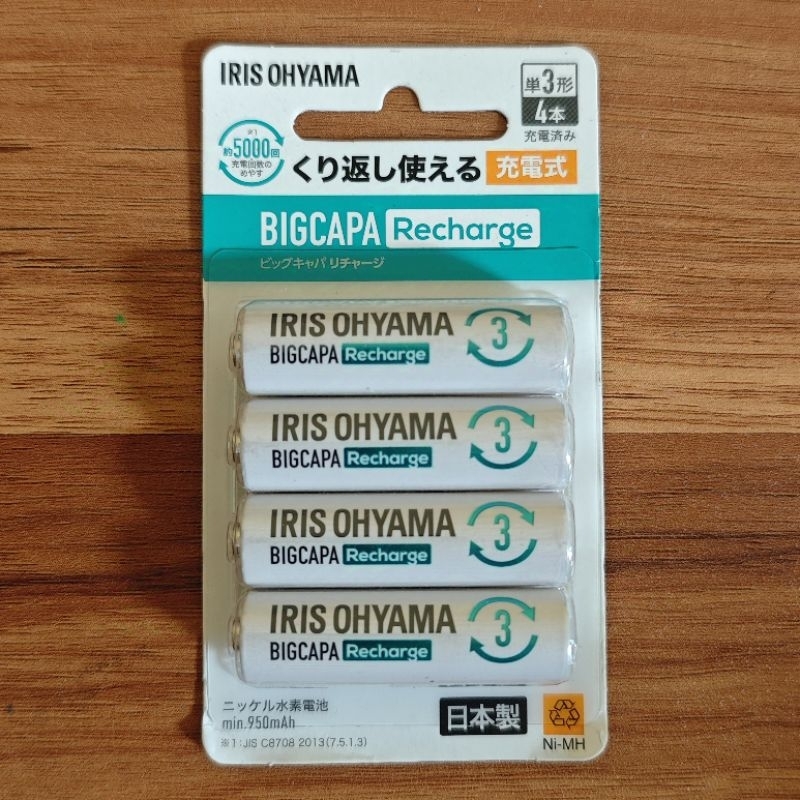 IRIS OHYAMA
単3形
4本
充電済み
※1
約5000回
充電回数の
めやす
くり返し使える 充電式
BIGCAPA Recharge
ビッグキャパ リチャージ
IRIS OHYAMA
BIGCAPA Recharge
3
IRIS OHYAMA
BIGCAPA Recharge
3
IRIS OHYAMA
BIGCAPA Recharge
3
IRIS OHYAMA
BIGCAPA Recharge
3
ニッケル水素電池
min.950mAh
※1:JIS C8708 2013(7.5.1.3)
日本製
Ni-MH